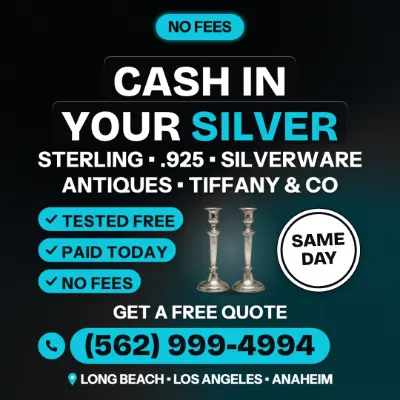 NO FEES
CASH IN
YOUR SILVER
STERLING ▪ .925 ▪ SILVERWARE
ANTIQUES ▪ TIFFANY & CO
✓ TESTED FREE
✓ PAID TODAY
✓ NO FEES
SAME
DAY
GET A FREE QUOTE
(562) 999-4994
LONG BEACH ▪ LOS ANGELES ▪ ANAHEIM